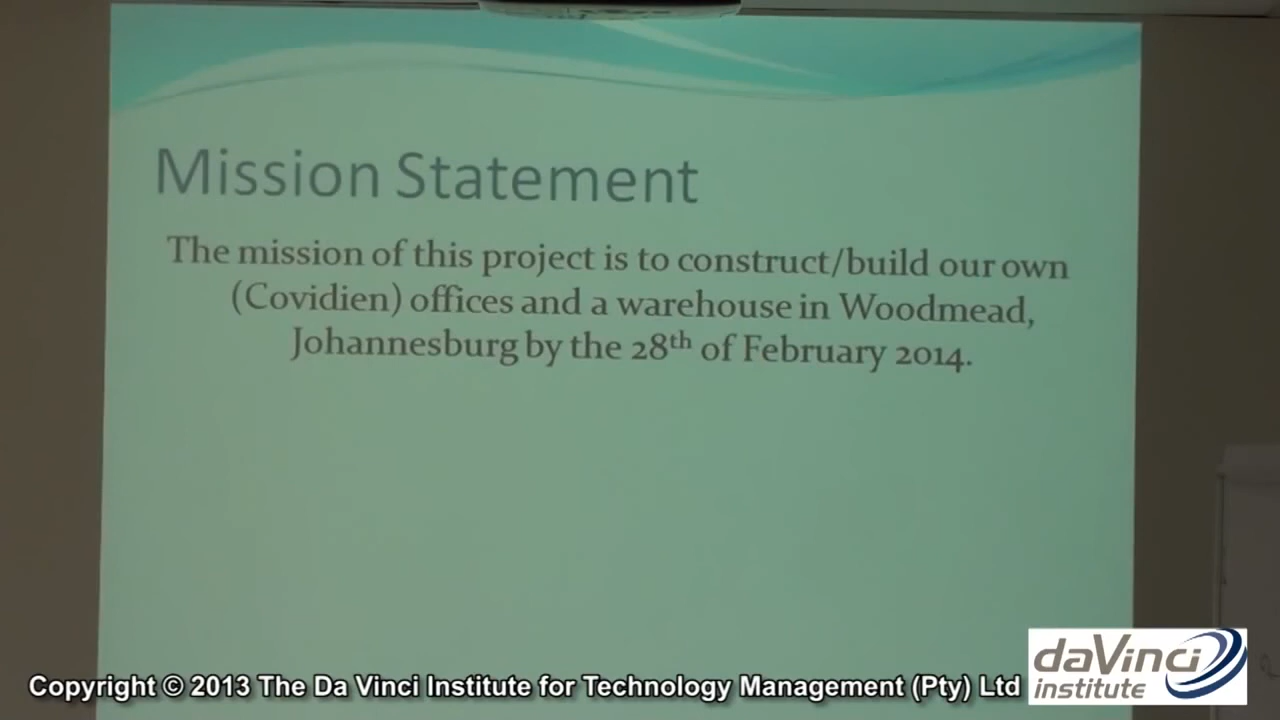 Mission Statement
The mission of this project is to construct/build our own
(Covidien) offices and a warehouse in Woodmead,
Johannesburg by the 28th of February 2014.
Copyright © 2013 The Da Vinci Institute for Technology Management (Pty) Ltd
daVinci
institute